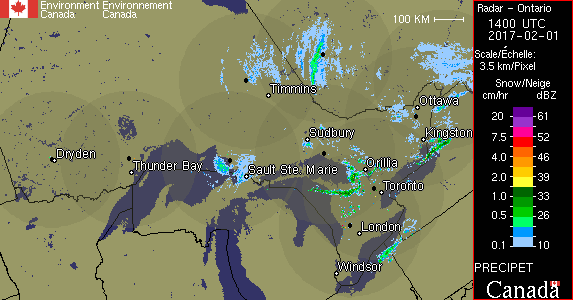 Environment Environnement
Canada Canada
100 KM
Timmins
Ottawa
Sudbury
Kingston
Dryden
Thunder Bay
Orillia
Sault Ste. Marie
Toronto
London
Windsor
Radar - Ontario
1400 UTC
2017-02-01
Scale/Échelle:
3.5 km/Pixel
Snow/Neige
cm/hr dBZ
20 61
7.5 57
5.5 52
4.0 46
2.0 39
1.0 33
0.5 26
0.1 10
PRECIPET
Canada